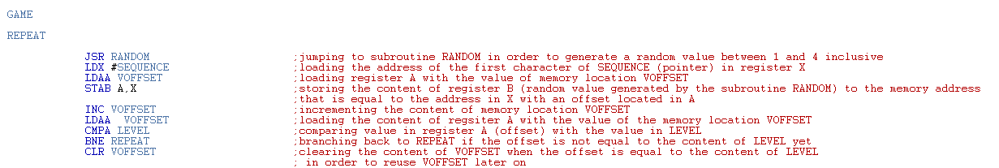 GAME
REPEAT
JSR RANDOM ;jumping to subroutine RANDOM in order to generate a random value between 1 and 4 inclusive
LDX #SEQUENCE ;loading the address of the first character of SEQUENCE (pointer) in register X
LDAA VOFFSET ;loading register A with the value of memory location VOFFSET
STAB A,X ;storing the content of register B (random value generated by the subroutine RANDOM) to the memory address
;that is equal to the address in X with an offset located in A
INC VOFFSET ;incrementing the content of memory location VOFFSET
LDAA VOFFSET ;loading the content of regsiter A with the value of the memory location VOFFSET
CMPA LEVEL ;comparing value in register A (offset) with the value in LEVEL
BNE REPEAT ;branching back to REPEAT if the offset is not equal to the content of LEVEL yet
CLR VOFFSET ;clearing the content of VOFFSET when the offset is equal to the content of LEVEL
; in order to reuse VOFFSET later on